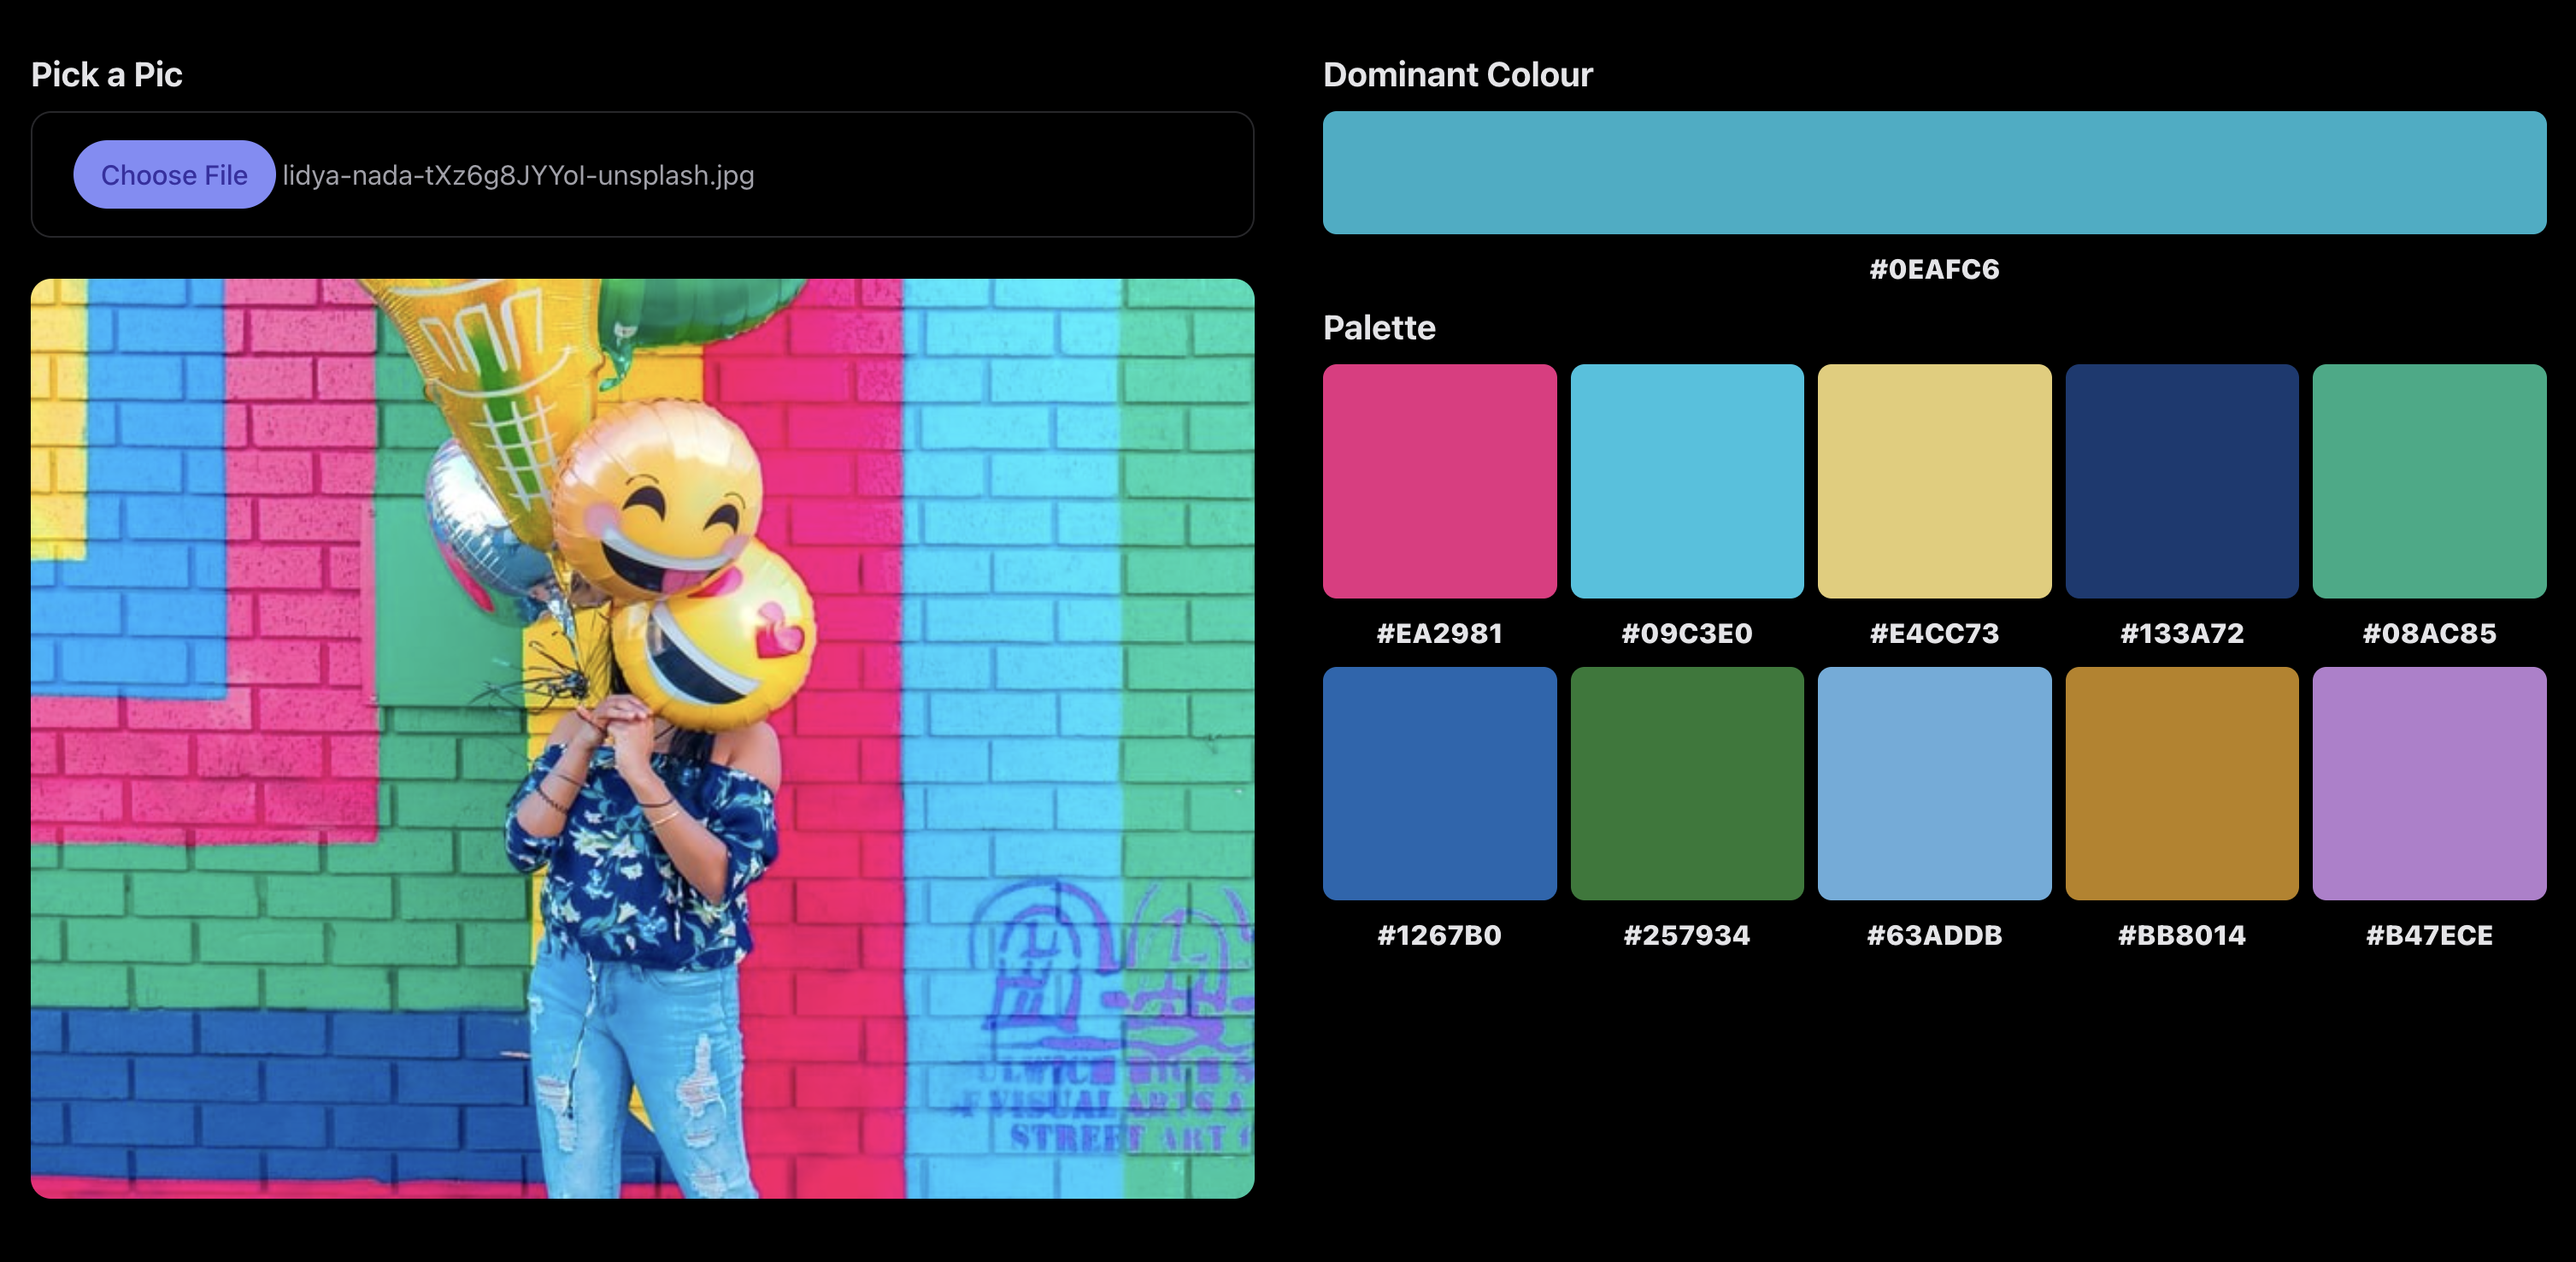 Pick a Pic
Choose File lidya-nada-tXz6g8JYYoI-unsplash.jpg
Dominant Colour
#0EAFC6
Palette
#EA2981 #09C3E0 #E4CC73 #133A72 #08AC85
#1267B0 #257934 #63ADDB #BB8014 #B47ECE
VISUAL ARTS
STREET ART